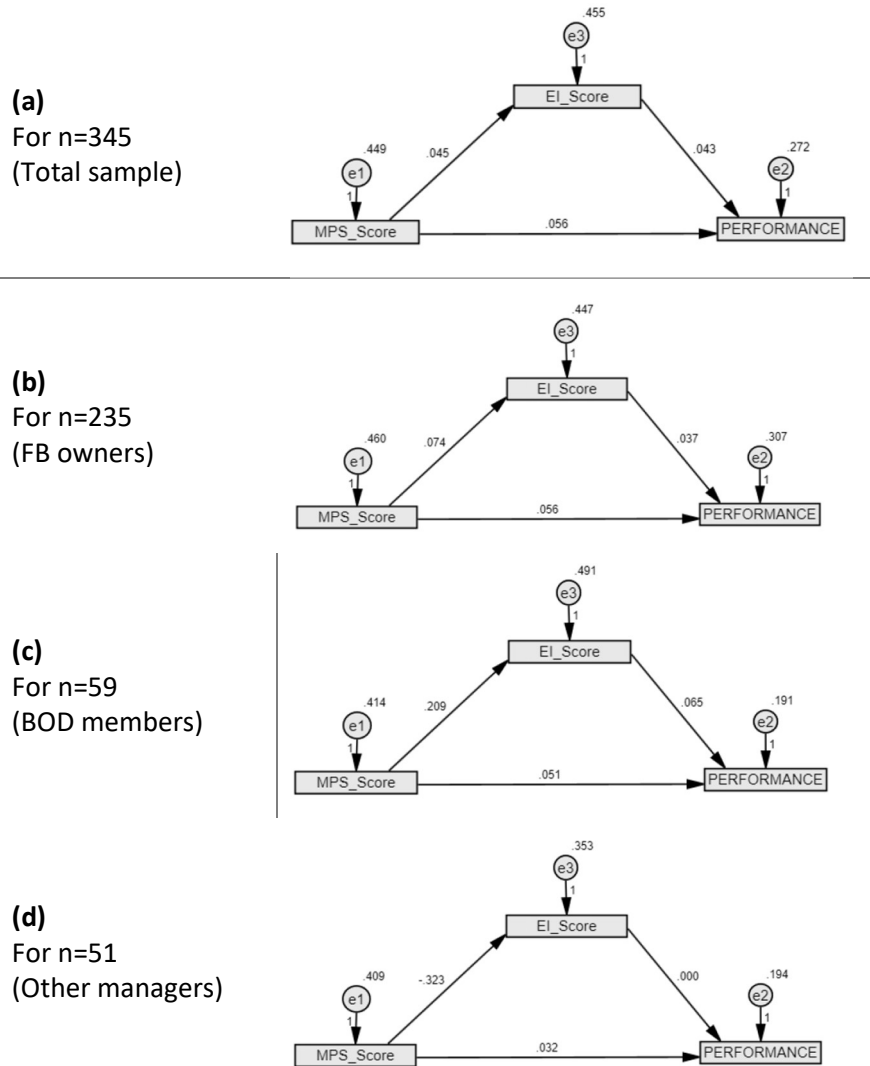 .455
e3
1
(a)
EI_Score
For n=345
.449
.045
.043
.272
(Total sample)
e1
e2
1
1
MPS_Score
.056
PERFORMANCE
.447
e3
1
(b)
EI_Score
For n=235
.460
.074
.037
.307
(FB owners)
e1
e2
1
1
MPS_Score
.056
PERFORMANCE
.491
e3
1
(c)
EI_Score
For n=59
.414
.209
.065
.191
(BOD members)
e1
e2
1
1
MPS_Score
.051
PERFORMANCE
.353
e3
1
(d)
EI_Score
For n=51
.409
-.323
.000
.194
(Other managers)
e1
e2
1
1
MPS_Score
.032
PERFORMANCE